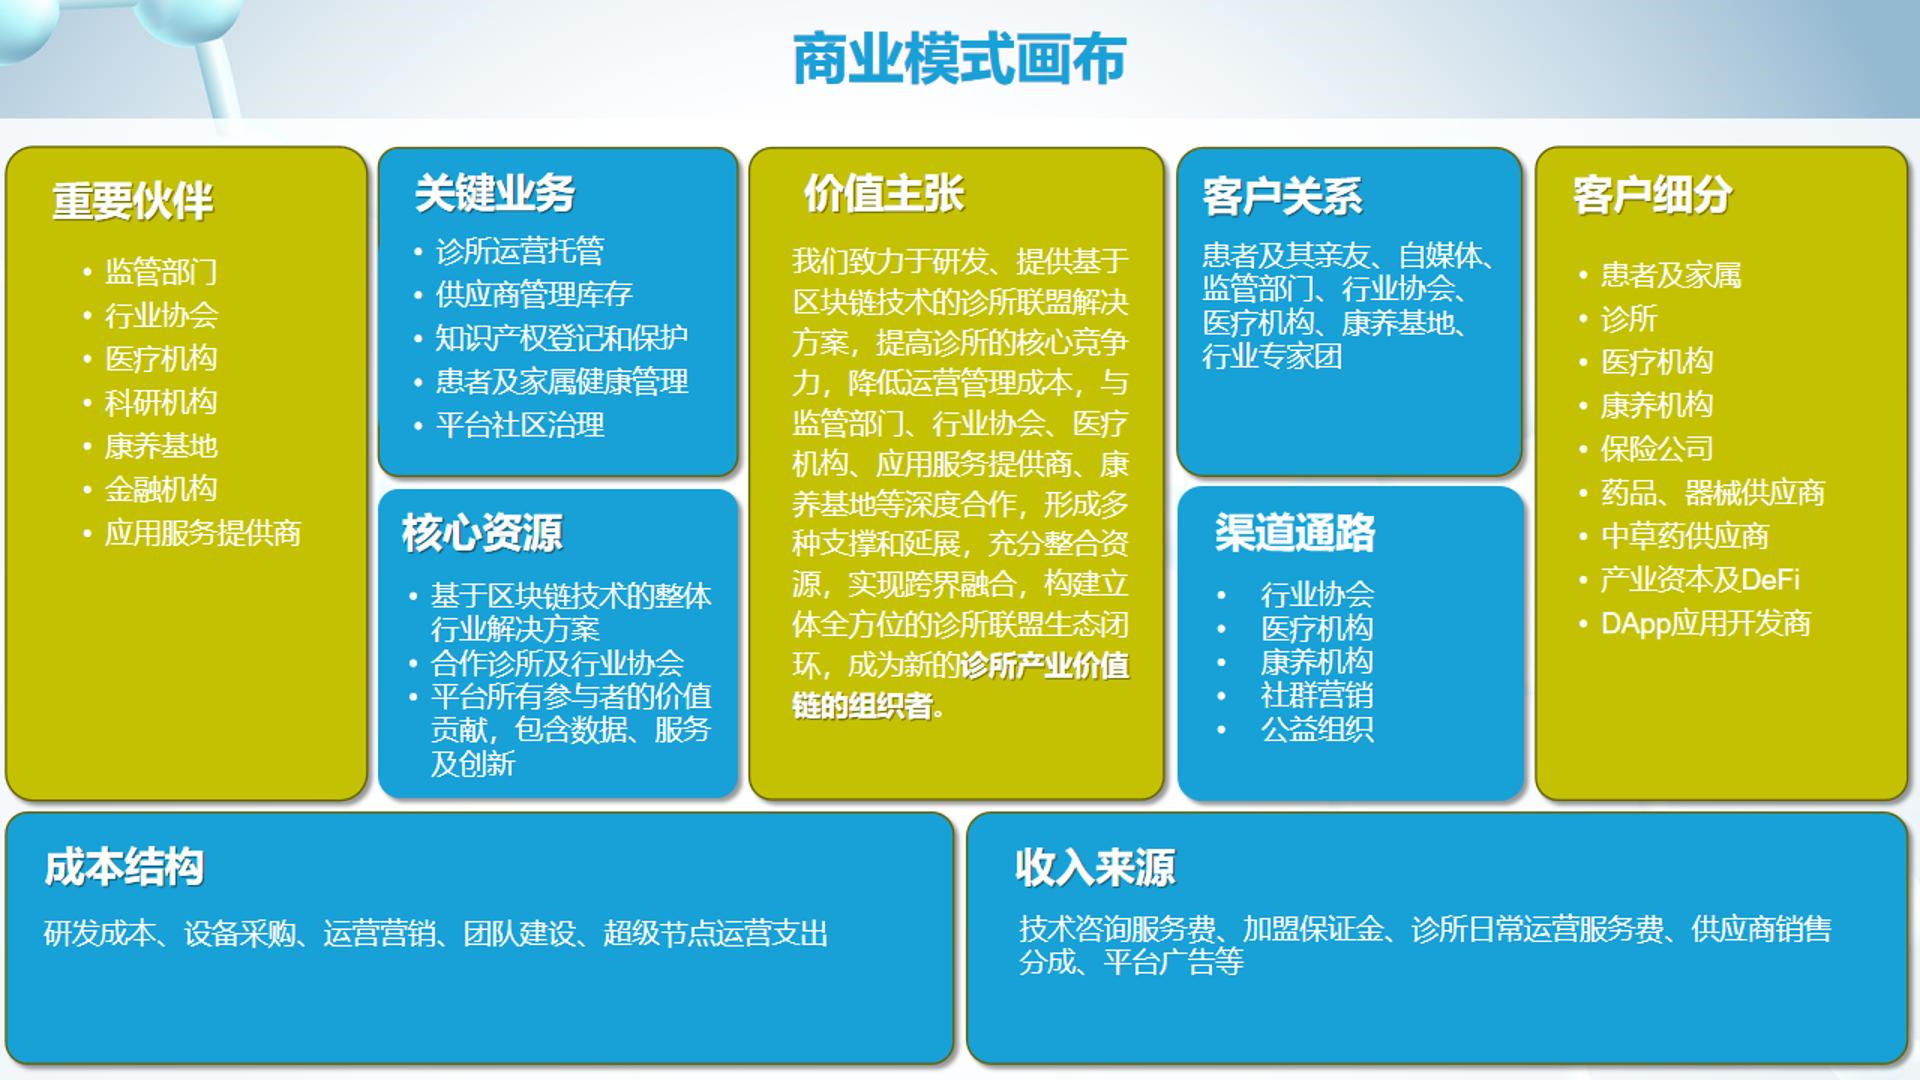 商业模式画布
重要伙伴
• 监管部门
• 行业协会
• 医疗机构
• 科研机构
• 康养基地
• 金融机构
• 应用服务提供商
关键业务
• 诊所运营托管
• 供应商管理库存
• 知识产权登记和保护
• 患者及家属健康管理
• 平台社区治理
核心资源
• 基于区块链技术的整体
行业解决方案
• 合作诊所及行业协会
• 平台所有参与者的价值
贡献，包含数据、服务
及创新
价值主张
我们致力于研发、提供基于
区块链技术的诊所联盟解决
方案，提高诊所的核心竞争
力，降低运营管理成本，与
监管部门、行业协会、医疗
机构、应用服务提供商、康
养基地等深度合作，形成多
种支撑和延展，充分整合资
源，实现跨界融合，构建立
体全方位的诊所联盟生态闭
环，成为新的诊所产业价值
链的组织者。
客户关系
患者及其亲友、自媒体、
监管部门、行业协会、
医疗机构、康养基地、
行业专家团
渠道通路
• 行业协会
• 医疗机构
• 康养机构
• 社群营销
• 公益组织
客户细分
• 患者及家属
• 诊所
• 医疗机构
• 康养机构
• 保险公司
• 药品、器械供应商
• 中草药供应商
• 产业资本及DeFi
• DApp应用开发商
成本结构
研发成本、设备采购、运营营销、团队建设、超级节点运营支出
收入来源
技术咨询服务费、加盟保证金、诊所日常运营服务费、供应商销售
分成、平台广告等